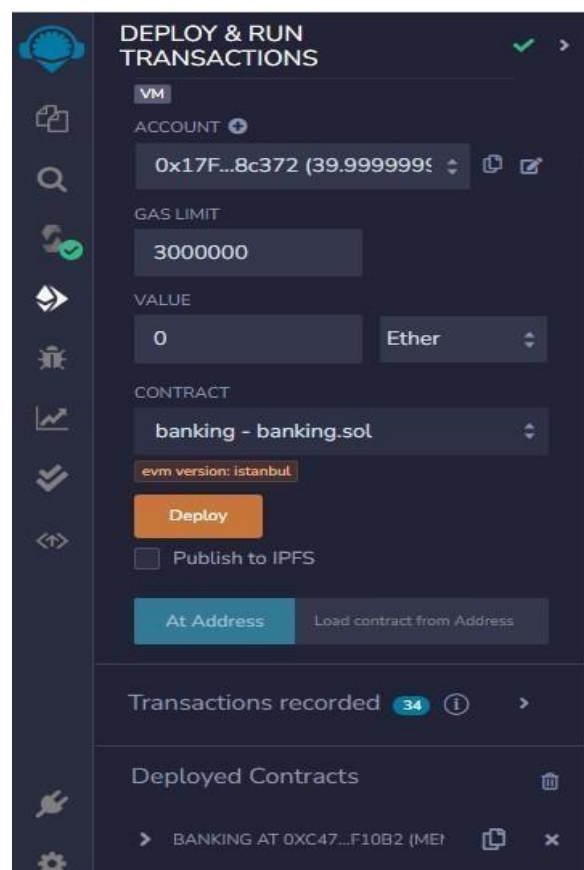 DEPLOY & RUN
TRANSACTIONS
VM
ACCOUNT
0x17F...8c372 (39.9999999
GAS LIMIT
3000000
VALUE
0 Ether
CONTRACT
banking - banking.sol
evm version: istanbul
Deploy
Publish to IPFS
At Address Load contract from Address
Transactions recorded 34 i
Deployed Contracts
BANKING AT 0XC47...F10B2 (MEM